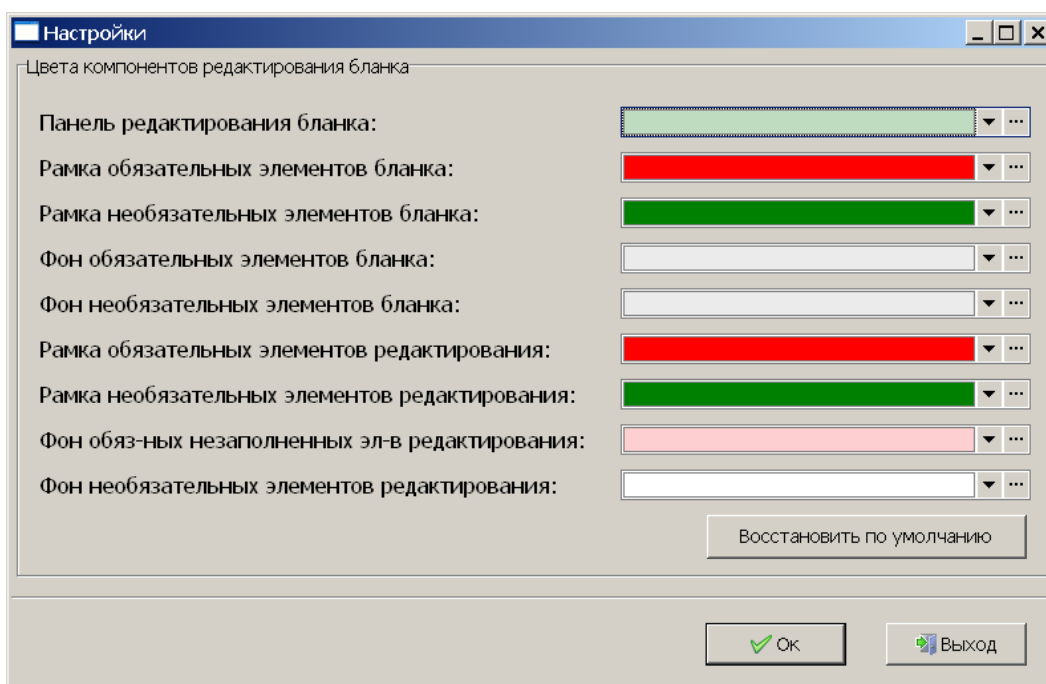 Настройки
Цвета компонентов редактирования бланка
Панель редактирования бланка:
Рамка обязательных элементов бланка:
Рамка необязательных элементов бланка:
Фон обязательных элементов бланка:
Фон необязательных элементов бланка:
Рамка обязательных элементов редактирования:
Рамка необязательных элементов редактирования:
Фон обяз-ных незаполненных эл-в редактирования:
Фон необязательных элементов редактирования:
Восстановить по умолчанию
Ок
Выход